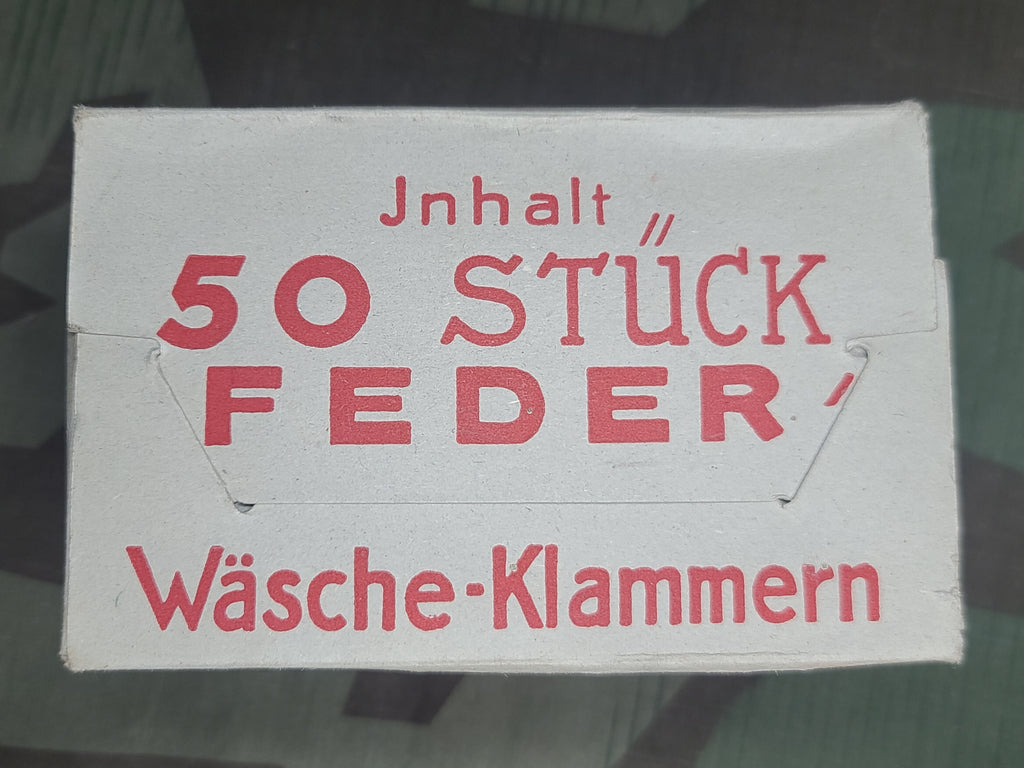 Jnhalt
50 STÜCK
FEDER-
Wäsche-Klammern